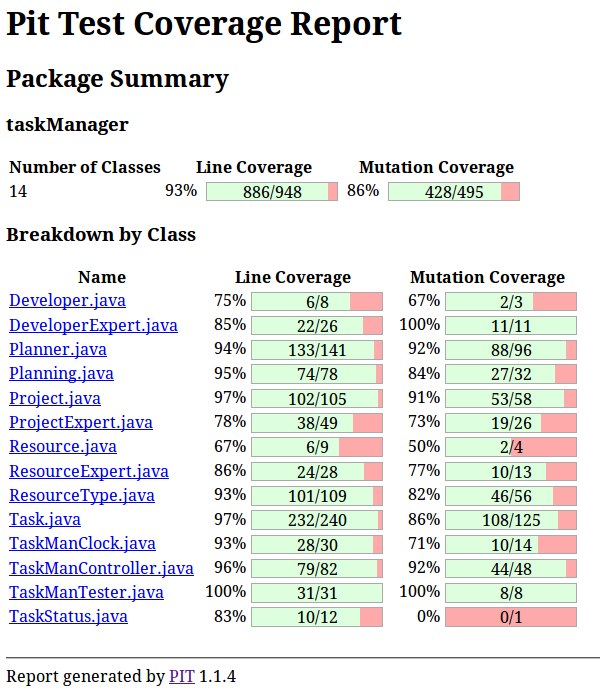 Pit Test Coverage Report
Package Summary
taskManager
Number of Classes Line Coverage Mutation Coverage
14 93% 886/948 86% 428/495
Breakdown by Class
Name Line Coverage Mutation Coverage
Developer.java 75% 6/8 67% 2/3
DeveloperExpert.java 85% 22/26 100% 11/11
Planner.java 94% 133/141 92% 88/96
Planning.java 95% 74/78 84% 27/32
Project.java 97% 102/105 91% 53/58
ProjectExpert.java 78% 38/49 73% 19/26
Resource.java 67% 6/9 50% 2/4
ResourceExpert.java 86% 24/28 77% 10/13
ResourceType.java 93% 101/109 82% 46/56
Task.java 97% 232/240 86% 108/125
TaskManClock.java 93% 28/30 71% 10/14
TaskManController.java 96% 79/82 92% 44/48
TaskManTester.java 100% 31/31 100% 8/8
TaskStatus.java 83% 10/12 0% 0/1
Report generated by PIT 1.1.4